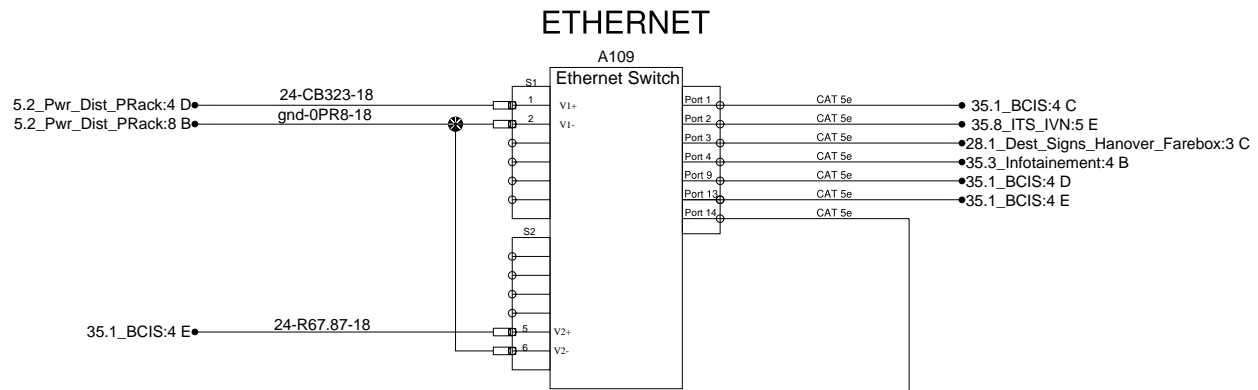 ETHERNET
A109
Ethernet Switch
S1
5.2_Pwr_Dist_PRack:4 D
24-CB323-18
1
V1+
Port 1
CAT 5e
35.1_BCIS:4 C
5.2_Pwr_Dist_PRack:8 B
gnd-0PR8-18
2
V1-
Port 2
CAT 5e
35.8_ITS_IVN:5 E
Port 3
CAT 5e
28.1_Dest_Signs_Hanover_Farebox:3 C
Port 4
CAT 5e
35.3_Infotainement:4 B
Port 9
CAT 5e
35.1_BCIS:4 D
Port 13
CAT 5e
35.1_BCIS:4 E
Port 14
CAT 5e
S2
35.1_BCIS:4 E
24-R67.87-18
5
V2+
6
V2-